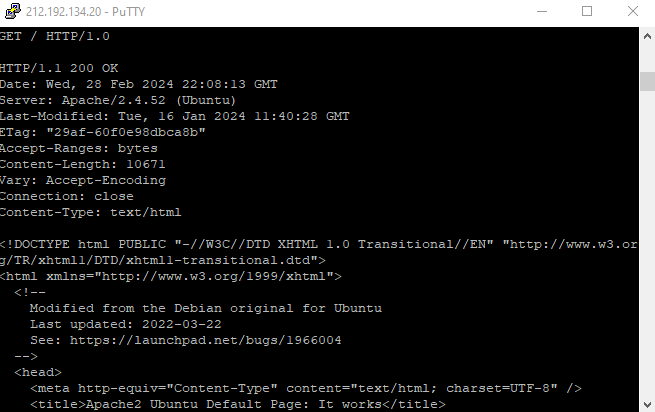 212.192.134.20 - PuTTY
GET / HTTP/1.0
HTTP/1.1 200 OK
Date: Wed, 28 Feb 2024 22:08:13 GMT
Server: Apache/2.4.52 (Ubuntu)
Last-Modified: Tue, 16 Jan 2024 11:40:28 GMT
ETag: "29af-60f0e98dbca8b"
Accept-Ranges: bytes
Content-Length: 10671
Vary: Accept-Encoding
Connection: close
Content-Type: text/html
<!DOCTYPE html PUBLIC "-//W3C//DTD XHTML 1.0 Transitional//EN" "http://www.w3.or
g/TR/xhtml1/DTD/xhtml1-transitional.dtd">
<html xmlns="http://www.w3.org/1999/xhtml">
  <!--
    Modified from the Debian original for Ubuntu
    Last updated: 2022-03-22
    See: https://launchpad.net/bugs/1966004
  -->
  <head>
    <meta http-equiv="Content-Type" content="text/html; charset=UTF-8" />
    <title>Apache2 Ubuntu Default Page: It works</title>